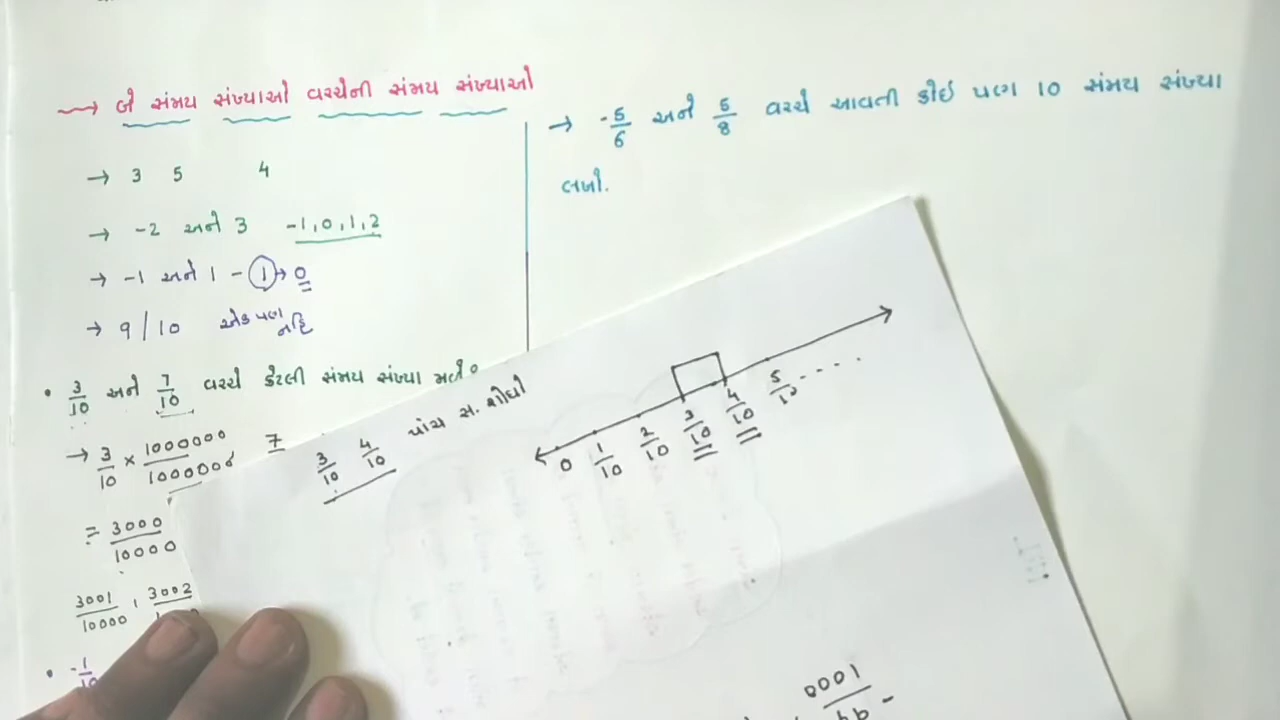 બે સંમય સંખ્યાઓ વચ્ચેની સંમય સંખ્યાઓ
→ 3 5 4
→ -2 અને 3 -1,0,1,2
→ -1 અને 1 - 1 → 0
→ 9/10 એક પણ નહિ
• 3/10 અને 7/10 વચ્ચે કેટલી સંમય સંખ્યા મળે?
→ 3/10 × 1000000/1000000 7
= 3000/10000
3001/10000 , 3002
• -1/10
→ -5/6 અને 5/8 વચ્ચે આવતી કોઈ પણ 10 સંમય સંખ્યા
લખો.
3/10 4/10 પાંચ સ. શોધો
0 1/10 2/10 3/10 4/10 5/10 ....
0001